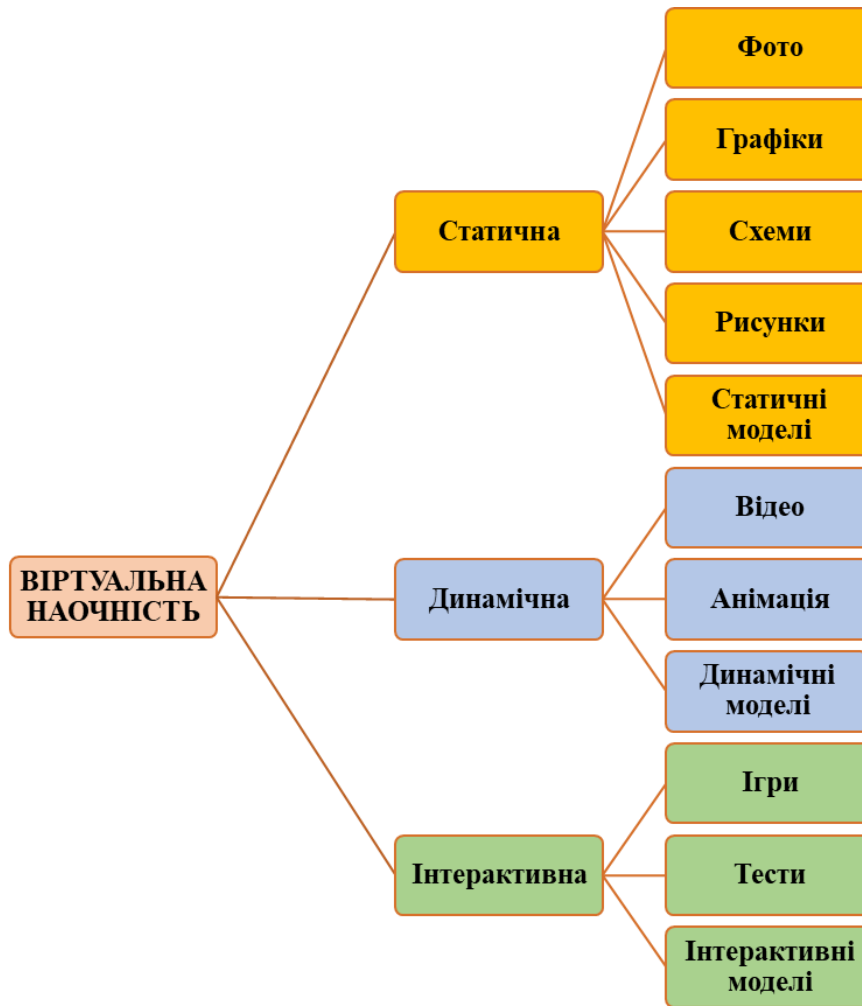 ВІРТУАЛЬНА
НАОЧНІСТЬ
Статична
Фото
Графіки
Схеми
Рисунки
Статичні
моделі
Динамічна
Відео
Анімація
Динамічні
моделі
Інтерактивна
Ігри
Тести
Інтерактивні
моделі